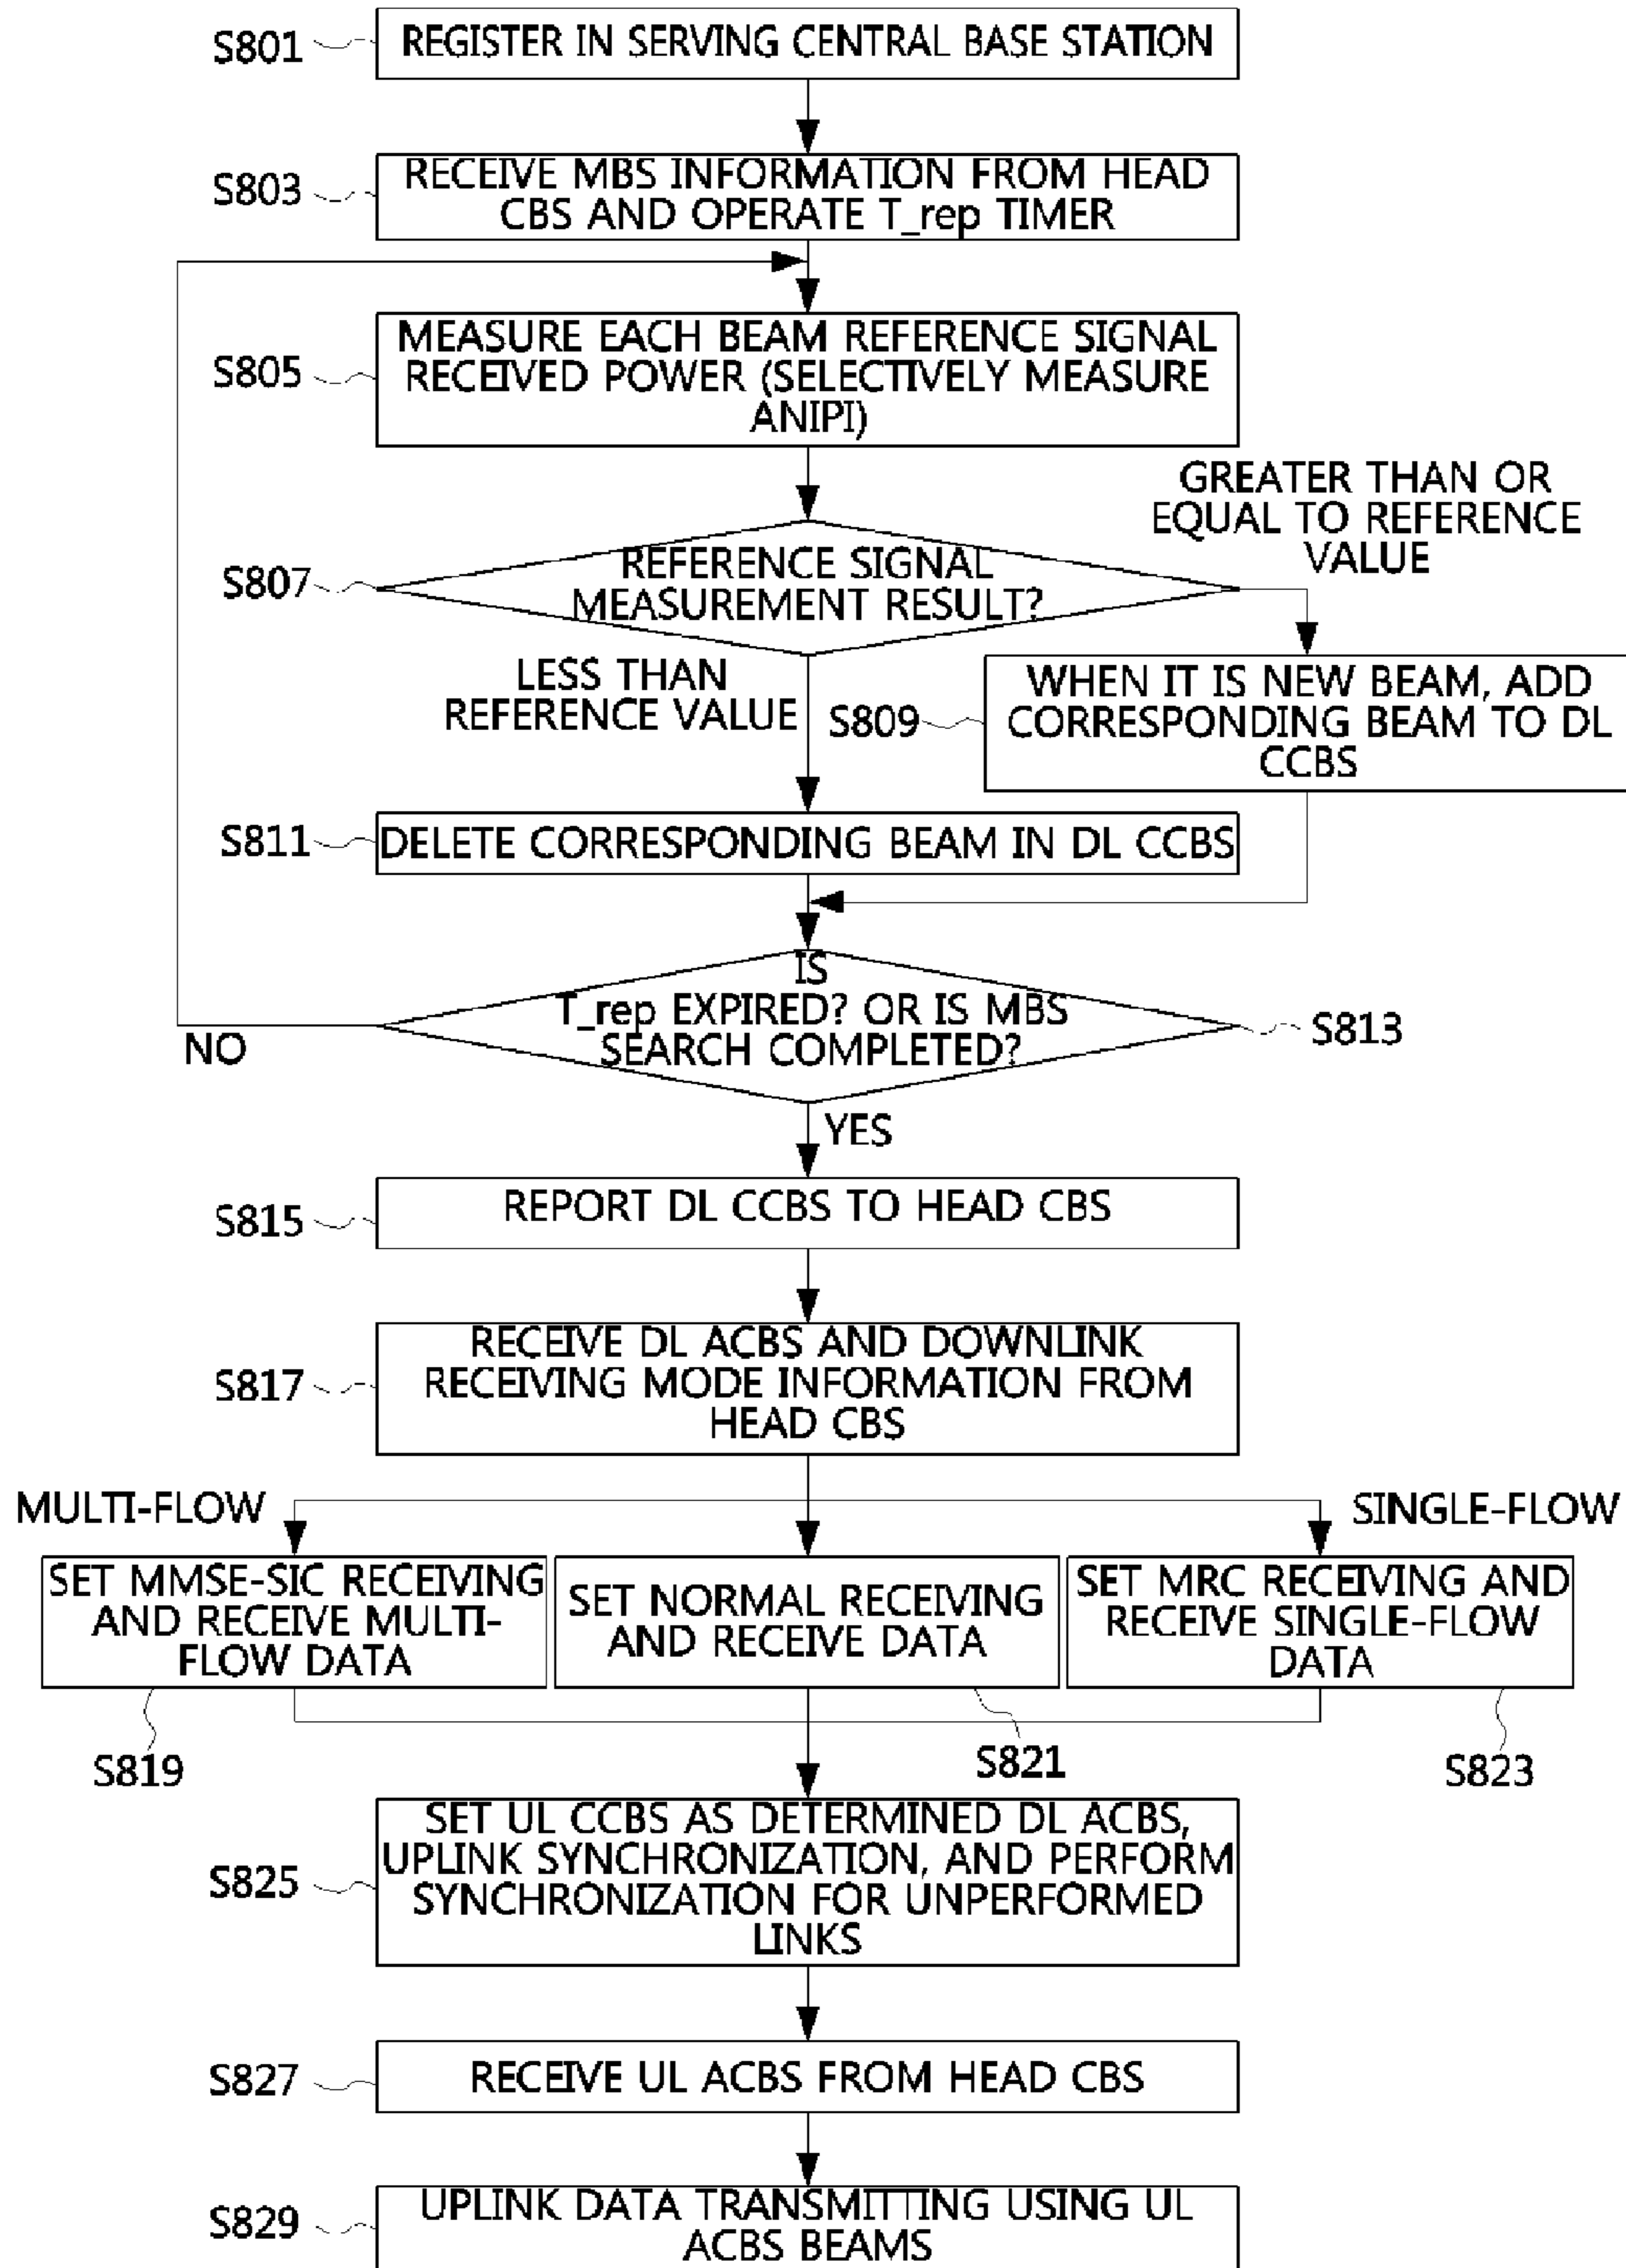 S801
REGISTER IN SERVING CENTRAL BASE STATION
S803
RECEIVE MBS INFORMATION FROM HEAD
CBS AND OPERATE T_rep TIMER
S805
MEASURE EACH BEAM REFERENCE SIGNAL
RECEIVED POWER (SELECTIVELY MEASURE
ANIPI)
GREATER THAN OR
EQUAL TO REFERENCE
VALUE
S807
REFERENCE SIGNAL
MEASUREMENT RESULT?
LESS THAN
REFERENCE VALUE
S809
WHEN IT IS NEW BEAM, ADD
CORRESPONDING BEAM TO DL
CCBS
S811
DELETE CORRESPONDING BEAM IN DL CCBS
IS
T_rep EXPIRED? OR IS MBS
SEARCH COMPLETED?
S813
NO
YES
S815
REPORT DL CCBS TO HEAD CBS
S817
RECEIVE DL ACBS AND DOWNLINK
RECEIVING MODE INFORMATION FROM
HEAD CBS
MULTI-FLOW
SINGLE-FLOW
SET MMSE-SIC RECEIVING
AND RECEIVE MULTI-
FLOW DATA
SET NORMAL RECEIVING
AND RECEIVE DATA
SET MRC RECEIVING AND
RECEIVE SINGLE-FLOW
DATA
S819
S821
S823
S825
SET UL CCBS AS DETERMINED DL ACBS,
UPLINK SYNCHRONIZATION, AND PERFORM
SYNCHRONIZATION FOR UNPERFORMED
LINKS
S827
RECEIVE UL ACBS FROM HEAD CBS
S829
UPLINK DATA TRANSMITTING USING UL
ACBS BEAMS